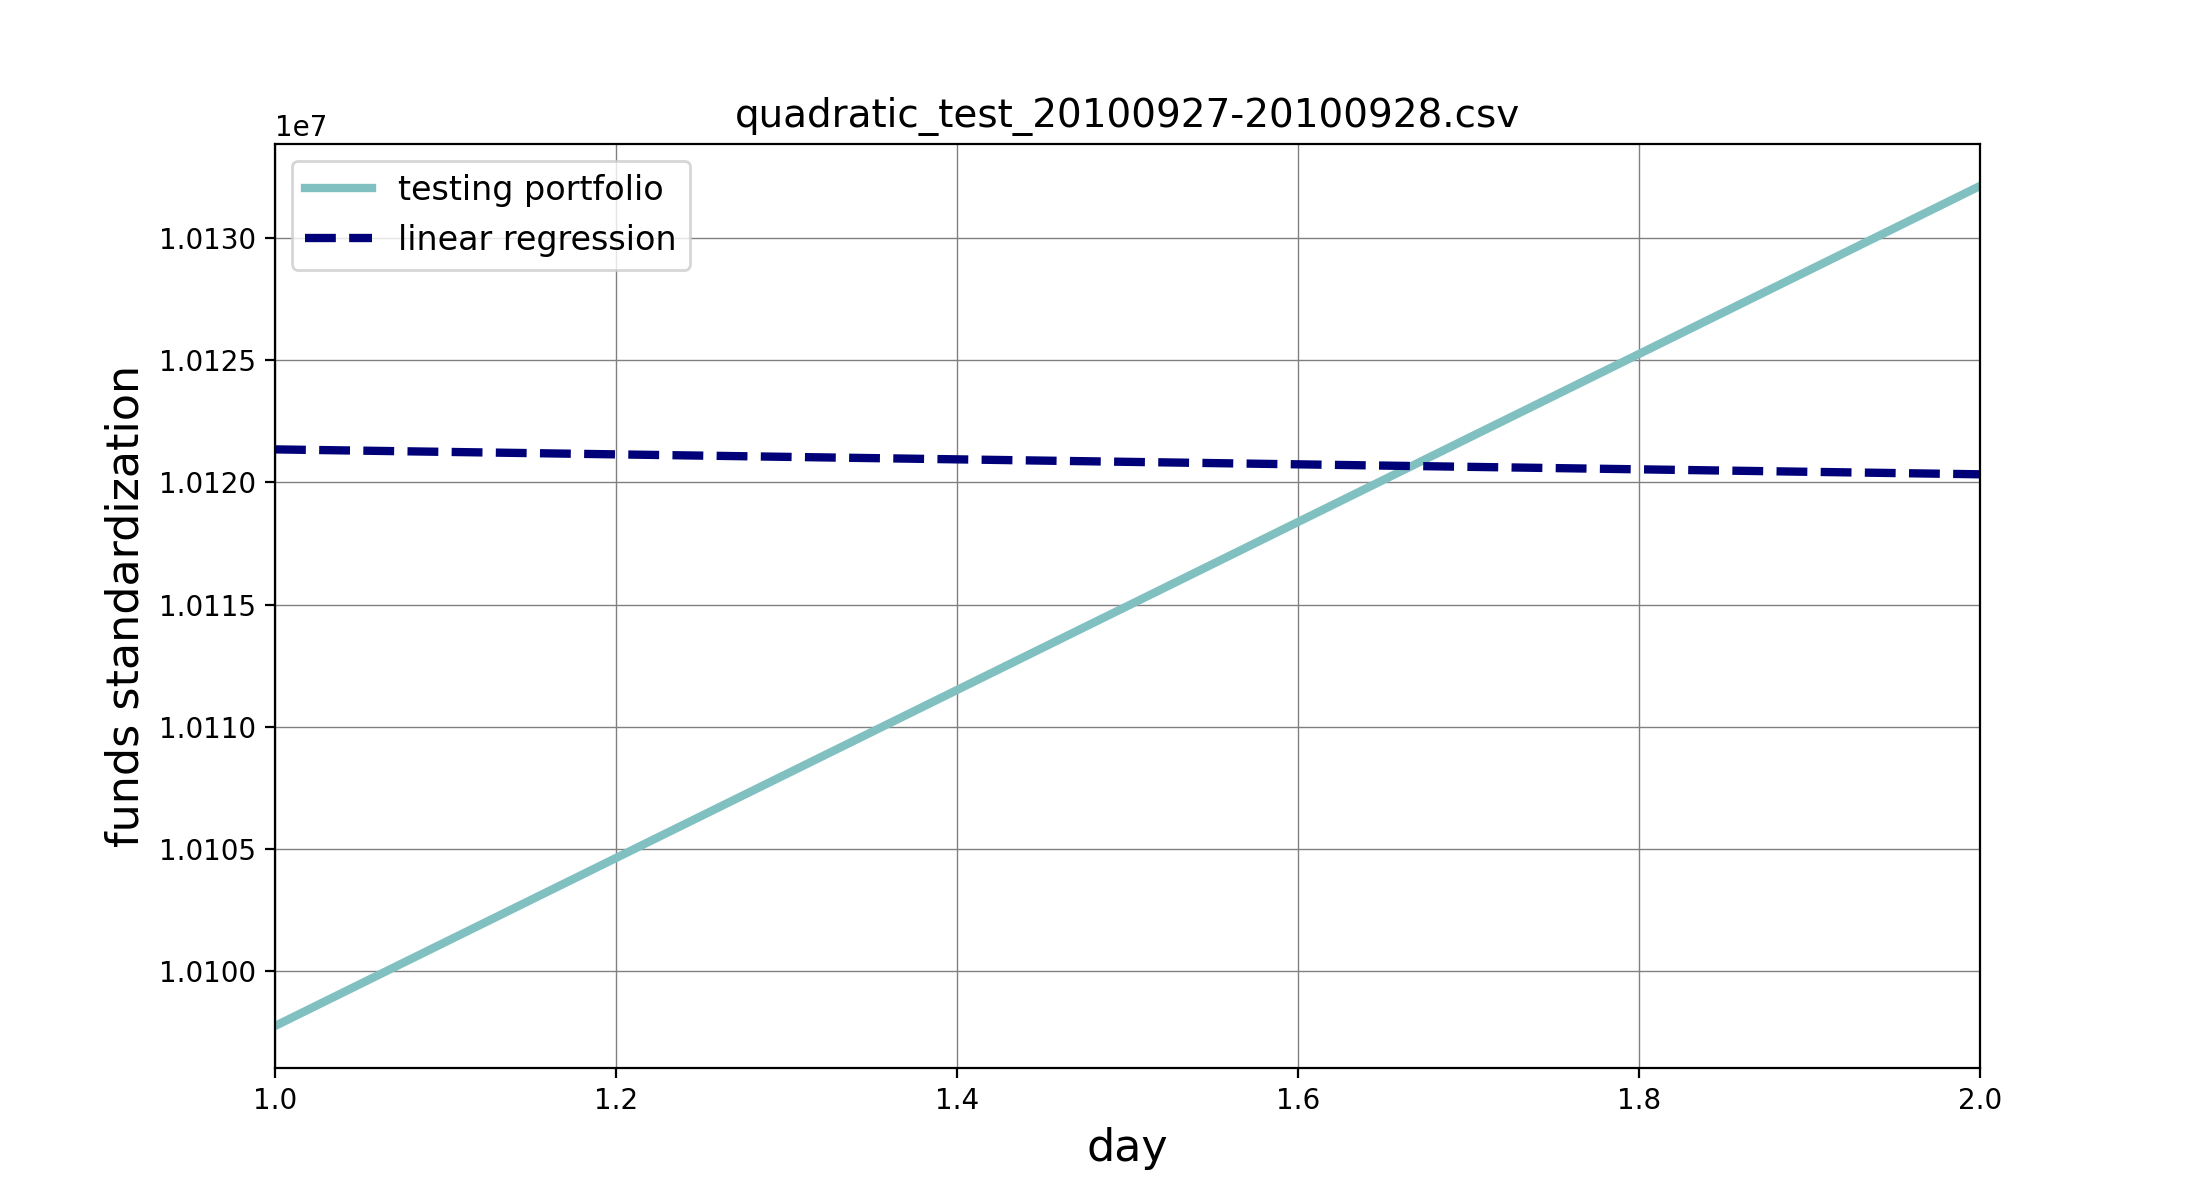 quadratic_test_20100927-20100928.csv
1e7
testing portfolio
linear regression
funds standardization
1.0130
1.0125
1.0120
1.0115
1.0110
1.0105
1.0100
1.0 1.2 1.4 1.6 1.8 2.0
day